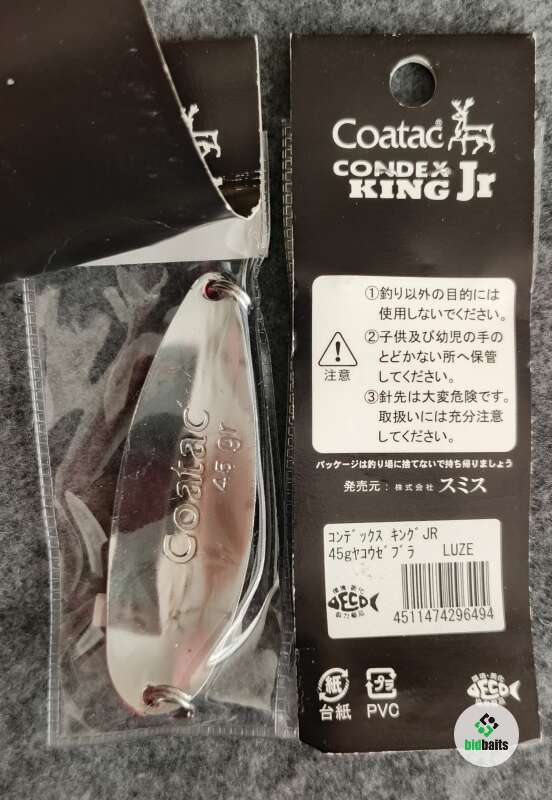 Coatac
45 gr
Coatac®
CONDEX
KING Jr
①釣り以外の目的には
使用しないでください。
②子供及び幼児の手の
とどかない所へ保管
してください。
③針先は大変危険です。
取扱いには充分注意
してください。
注意
パッケージは釣り場に捨てないで持ち帰りましょう
発売元：株式会社スミス
コンデックス キングJR
45gヤコウゼブラ LUZE
ECO
4511474296494
紙
台紙
PVC
bidbaits